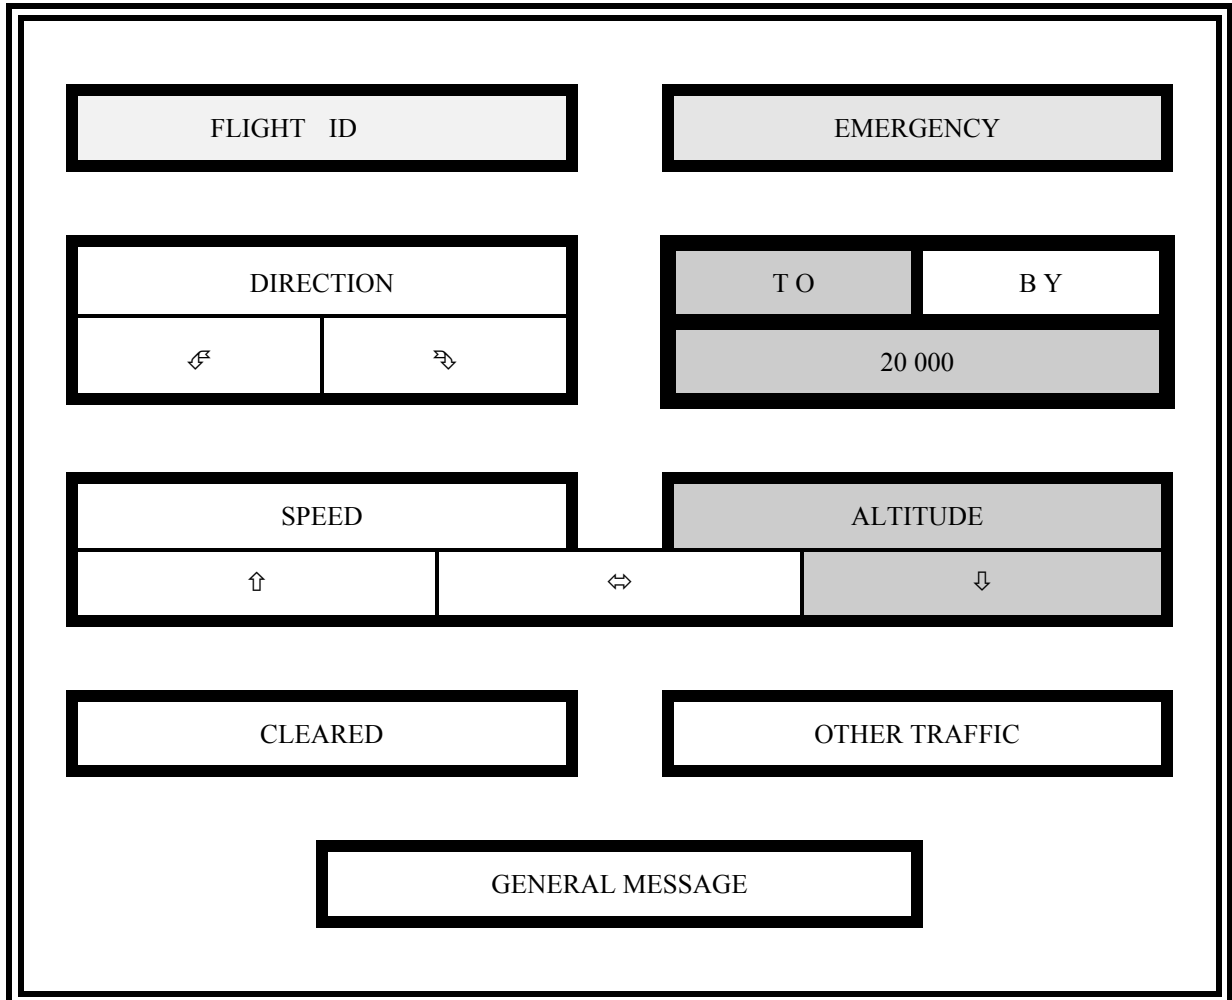 FLIGHT ID
EMERGENCY
DIRECTION
T O
B Y
20 000
SPEED
ALTITUDE
⇧
⬄
⇩
CLEARED
OTHER TRAFFIC
GENERAL MESSAGE